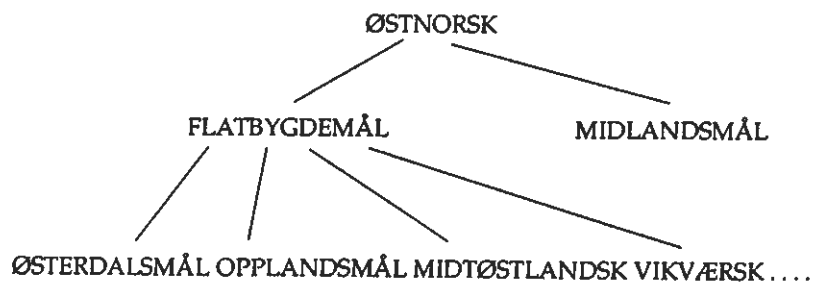 ØSTNORSK
FLATBYGDEMÅL MIDLANDSMÅL
ØSTERDALSMÅL OPPLANDSMÅL MIDTØSTLANDSK VIKVÆRSK....